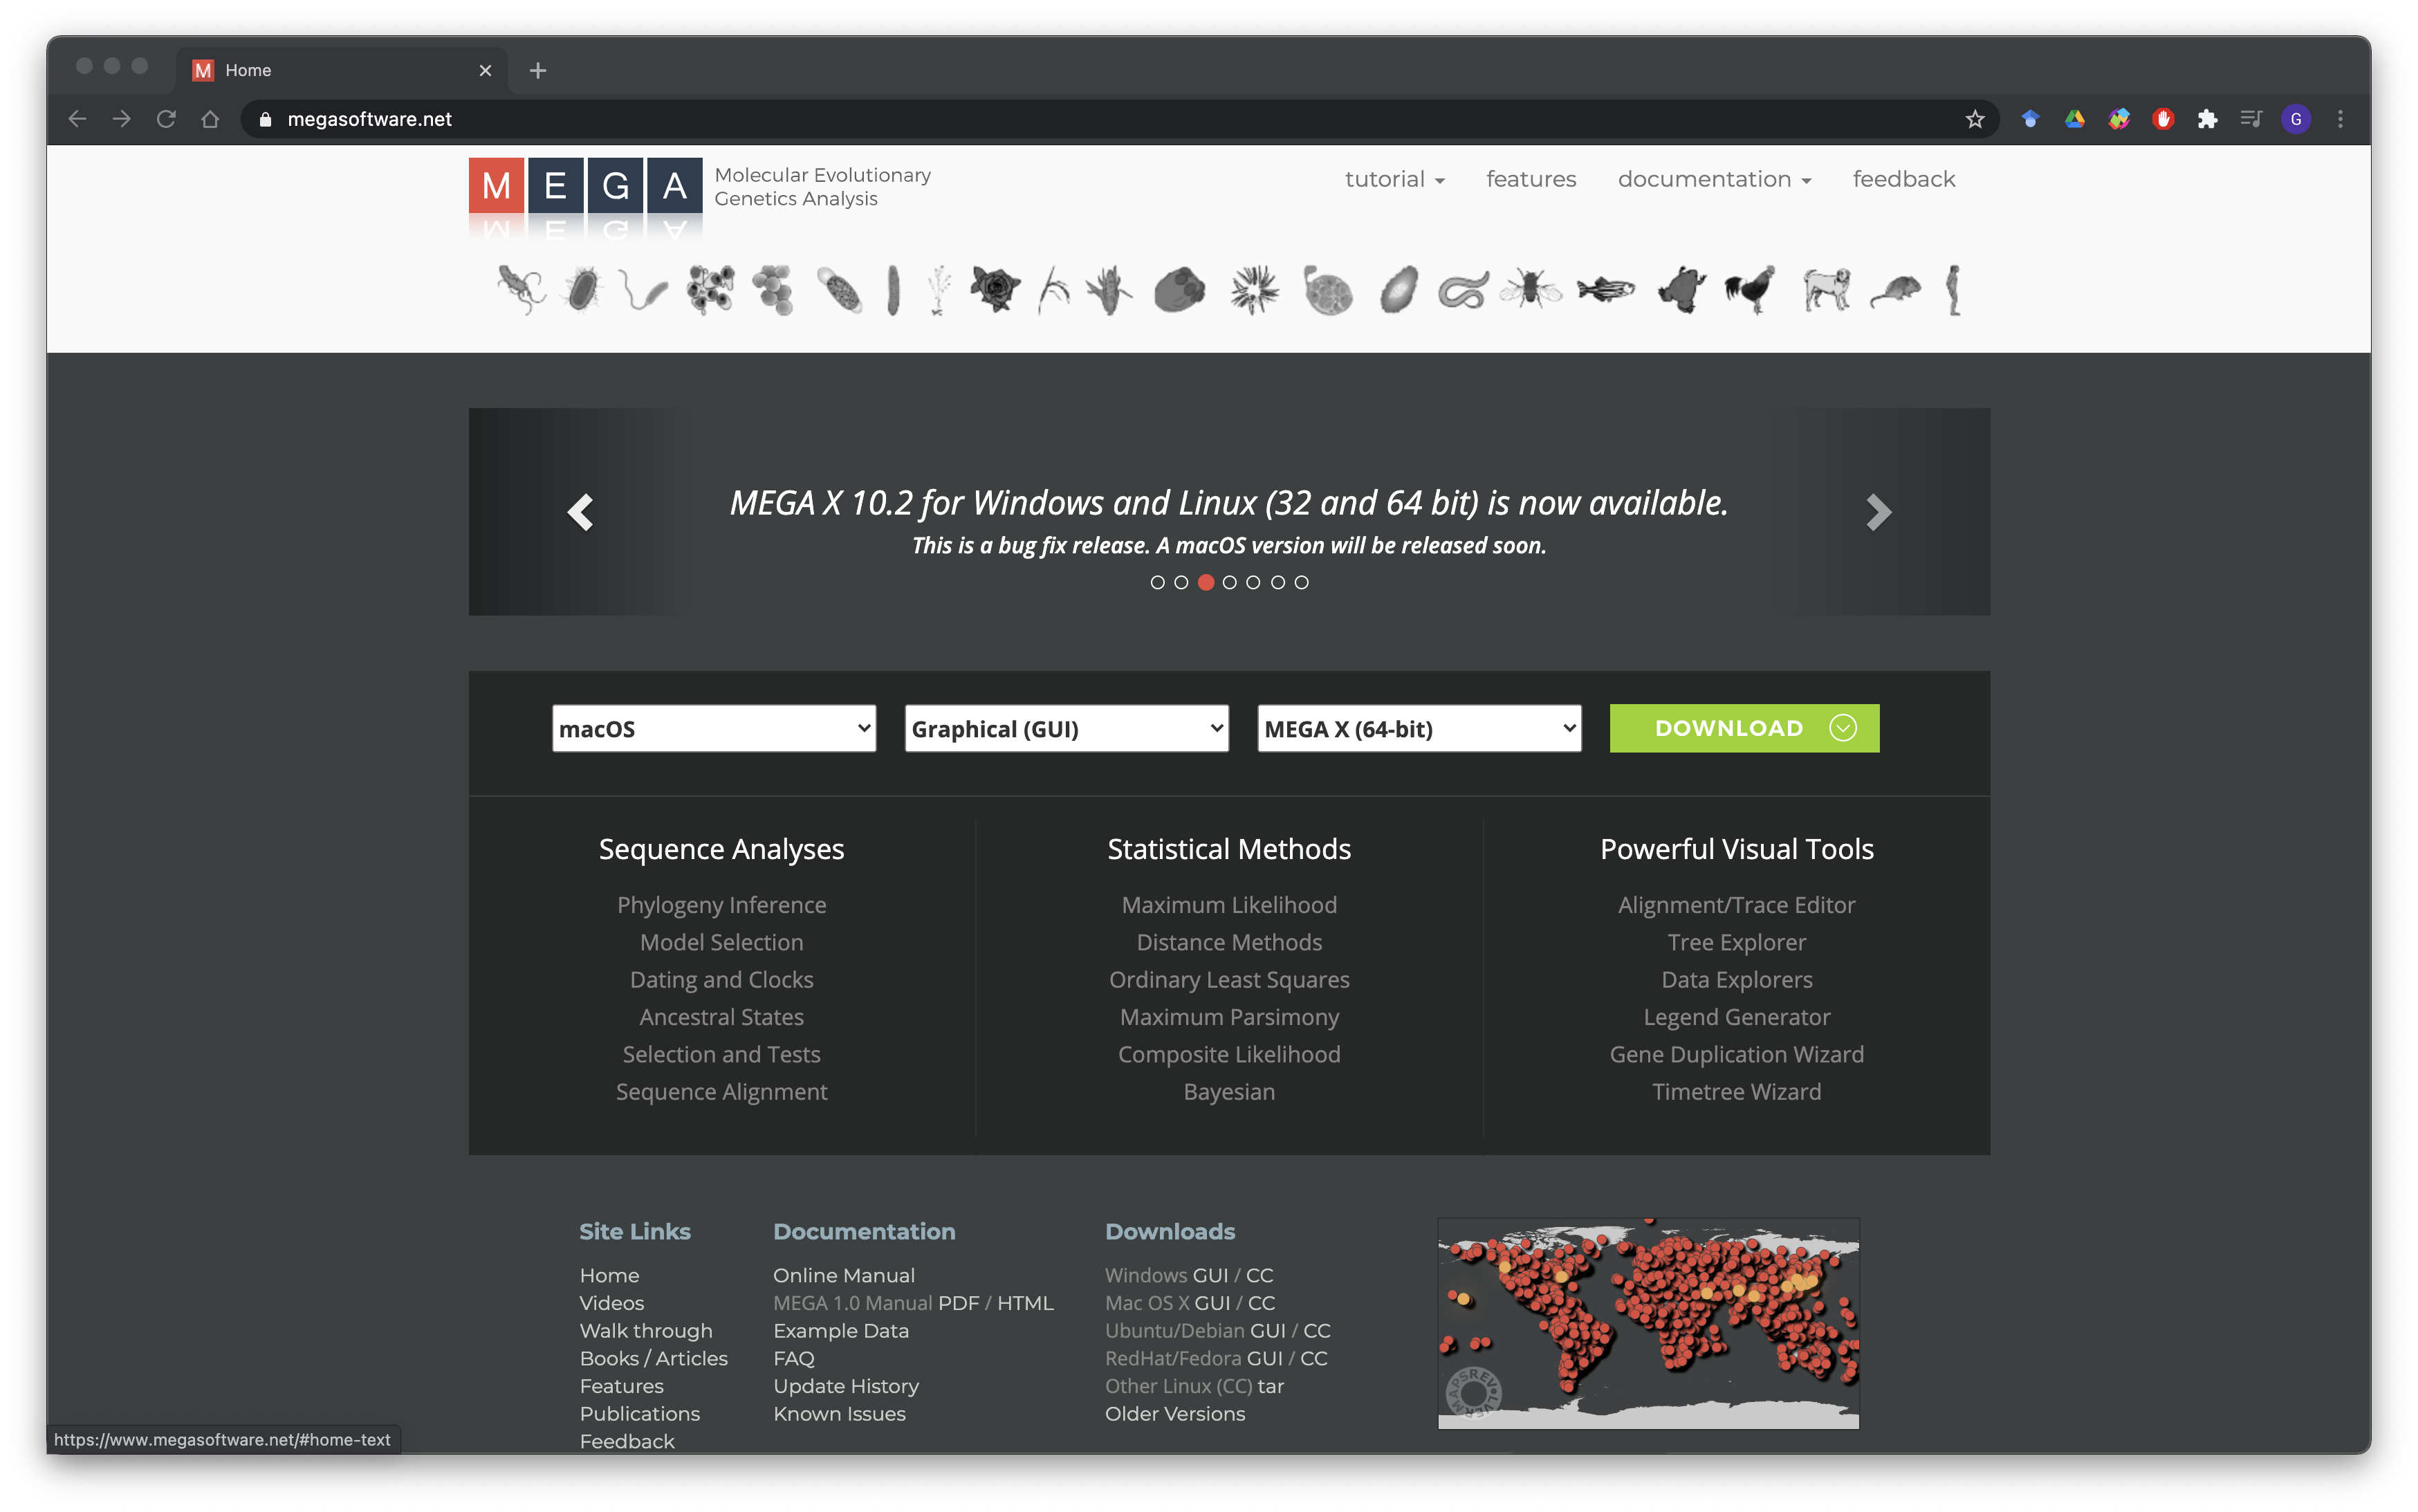 Home
megasoftware.net
G
M E G A
Molecular Evolutionary
Genetics Analysis
tutorial
features
documentation
feedback
MEGA X 10.2 for Windows and Linux (32 and 64 bit) is now available.
This is a bug fix release. A macOS version will be released soon.
macOS
Graphical (GUI)
MEGA X (64-bit)
DOWNLOAD
Sequence Analyses
Phylogeny Inference
Model Selection
Dating and Clocks
Ancestral States
Selection and Tests
Sequence Alignment
Statistical Methods
Maximum Likelihood
Distance Methods
Ordinary Least Squares
Maximum Parsimony
Composite Likelihood
Bayesian
Powerful Visual Tools
Alignment/Trace Editor
Tree Explorer
Data Explorers
Legend Generator
Gene Duplication Wizard
Timetree Wizard
Site Links
Home
Videos
Walk through
Books / Articles
Features
Publications
Feedback
Documentation
Online Manual
MEGA 1.0 Manual PDF / HTML
Example Data
FAQ
Update History
Known Issues
Downloads
Windows GUI / CC
Mac OS X GUI / CC
Ubuntu/Debian GUI / CC
RedHat/Fedora GUI / CC
Other Linux (CC) tar
Older Versions
https://www.megasoftware.net/#home-text